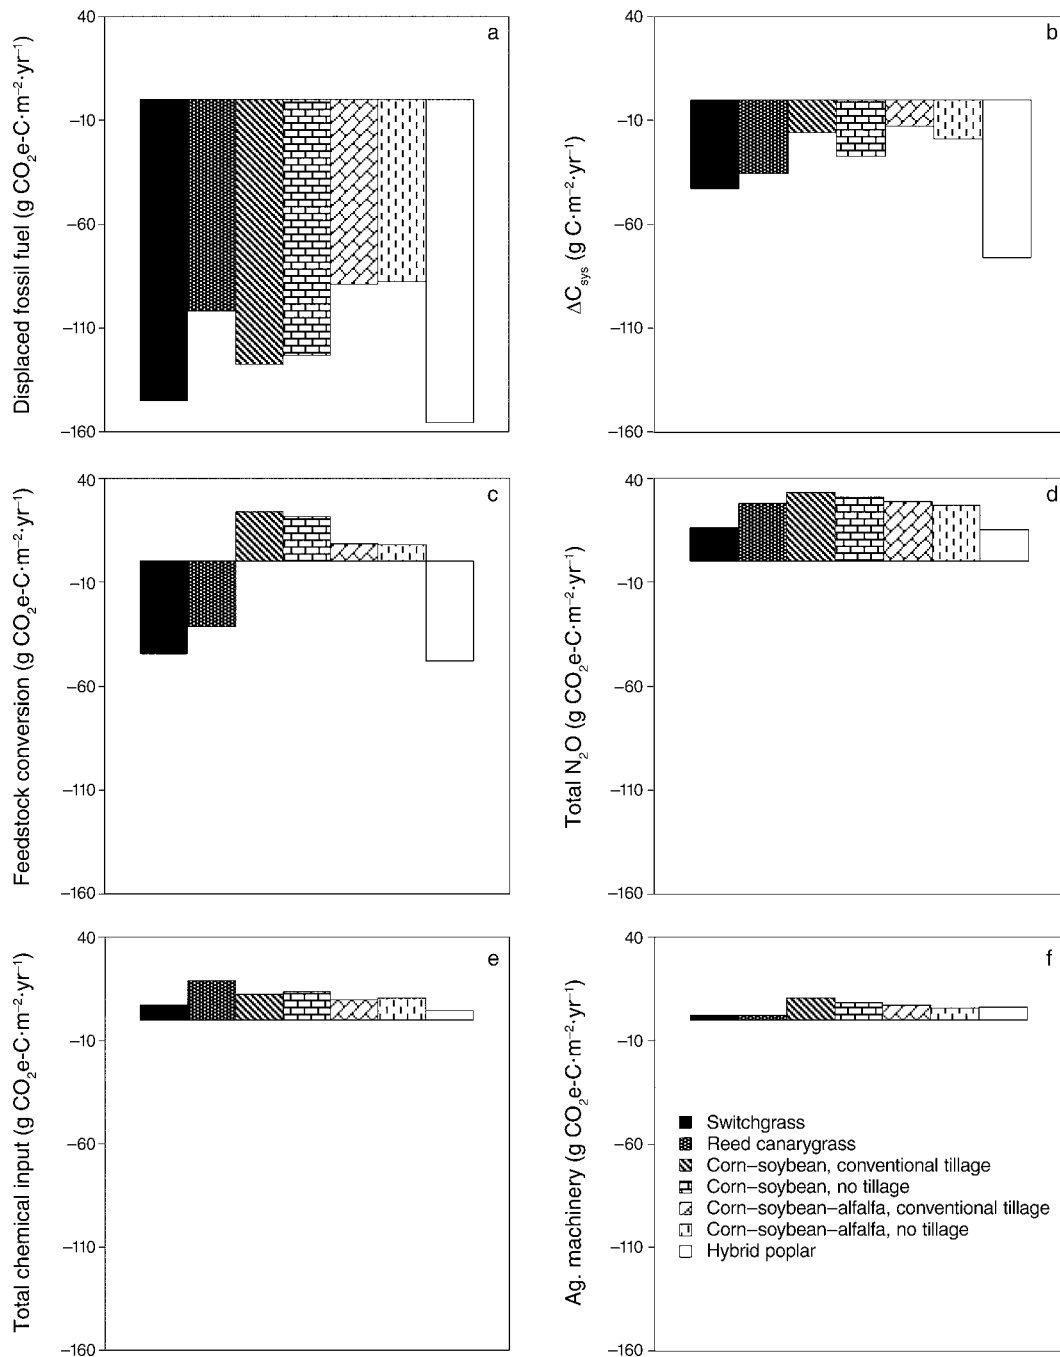 a
40
−10
−60
−110
−160
Displaced fossil fuel (g CO₂e-C·m⁻²·yr⁻¹)
b
40
−10
−60
−110
−160
ΔC_sys (g C·m⁻²·yr⁻¹)
c
40
−10
−60
−110
−160
Feedstock conversion (g CO₂e-C·m⁻²·yr⁻¹)
d
40
−10
−60
−110
−160
Total N₂O (g CO₂e-C·m⁻²·yr⁻¹)
e
40
−10
−60
−110
−160
Total chemical input (g CO₂e-C·m⁻²·yr⁻¹)
f
40
−10
−60
−110
−160
Ag. machinery (g CO₂e-C·m⁻²·yr⁻¹)
Switchgrass
Reed canarygrass
Corn–soybean, conventional tillage
Corn–soybean, no tillage
Corn–soybean–alfalfa, conventional tillage
Corn–soybean–alfalfa, no tillage
Hybrid poplar